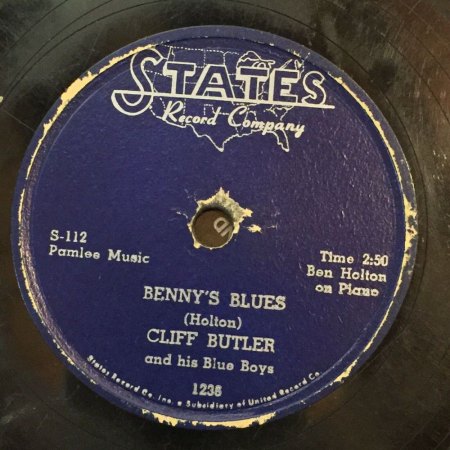 STATES
Record Company
S-112
Pamlee Music
Time 2:50
Ben Holton
on Piano
BENNY'S BLUES
(Holton)
CLIFF BUTLER
and his Blue Boys
1236
States Record Co. Inc. a Subsidiary of United Record Co